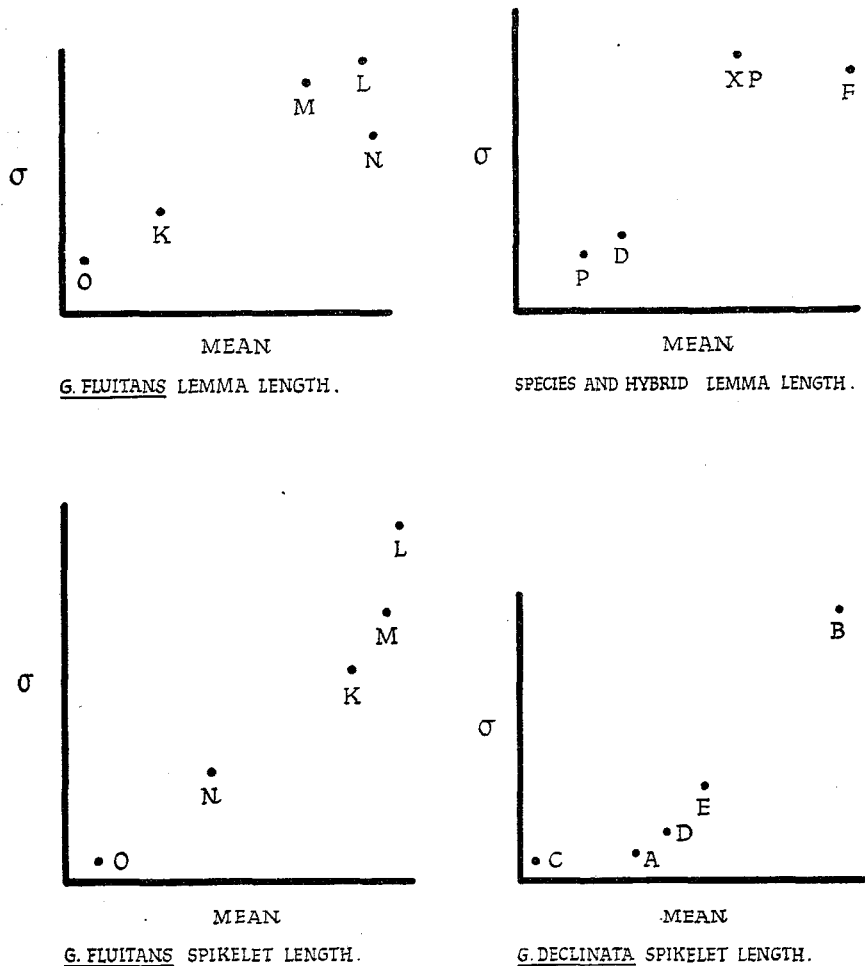 L
M
N
σ
K
O
MEAN
G. FLUITANS LEMMA LENGTH.
XP
F
σ
D
P
MEAN
SPECIES AND HYBRID LEMMA LENGTH.
L
M
σ
K
N
O
MEAN
G. FLUITANS SPIKELET LENGTH.
B
σ
E
D
C
A
MEAN
G. DECLINATA SPIKELET LENGTH.